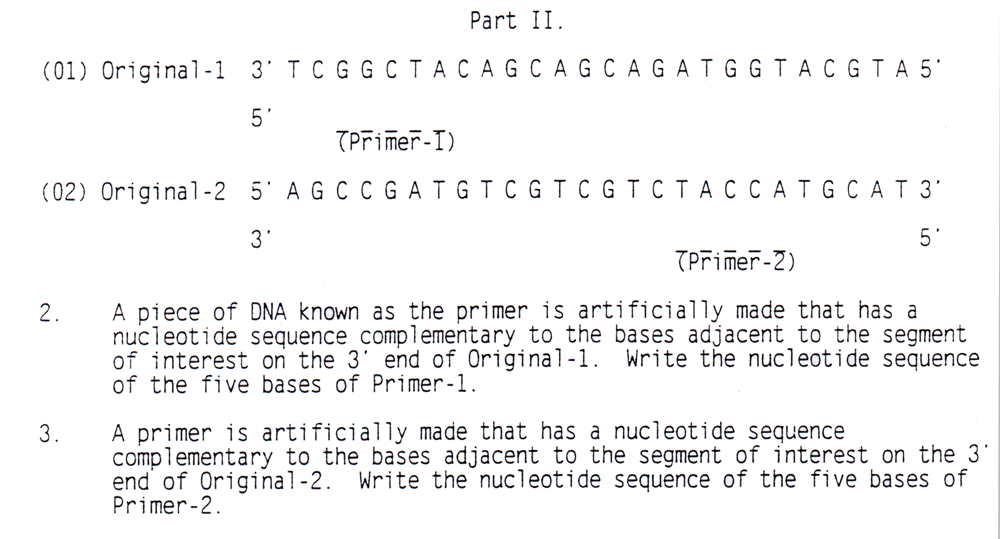 Part II.
(01) Original-1 3' T C G G C T A C A G C A G C A G A T G G T A C G T A 5'
5'
(Primer-1)
(02) Original-2 5' A G C C G A T G T C G T C G T C T A C C A T G C A T 3'
3' 5'
(Primer-2)
2. A piece of DNA known as the primer is artificially made that has a
nucleotide sequence complementary to the bases adjacent to the segment
of interest on the 3' end of Original-1. Write the nucleotide sequence
of the five bases of Primer-1.
3. A primer is artificially made that has a nucleotide sequence
complementary to the bases adjacent to the segment of interest on the 3'
end of Original-2. Write the nucleotide sequence of the five bases of
Primer-2.